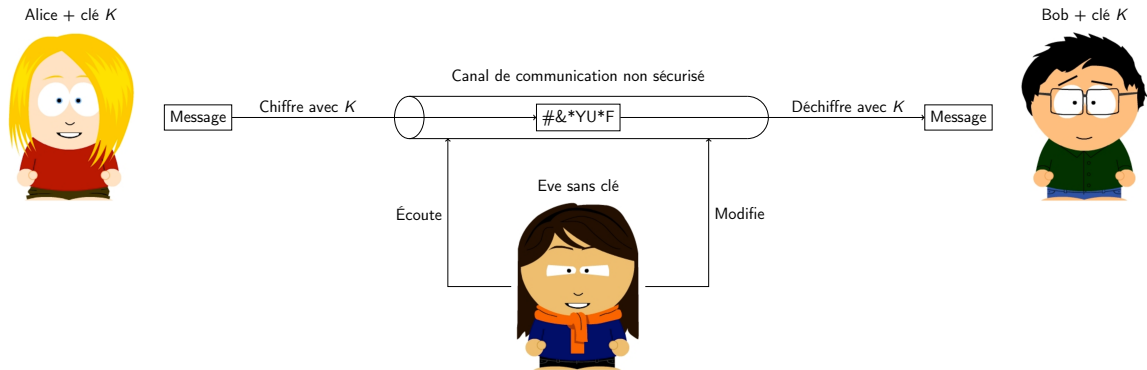 Alice + clé K
Bob + clé K
Canal de communication non sécurisé
Message
Chiffre avec K
#&*YU*F
Déchiffre avec K
Message
Eve sans clé
Écoute
Modifie